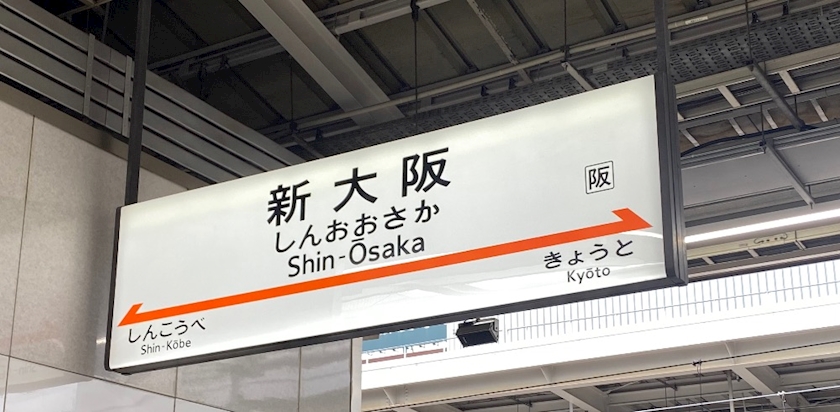 新大阪
阪
しんおおさか
Shin-Ōsaka
きょうと
Kyōto
しんこうべ
Shin-Kōbe